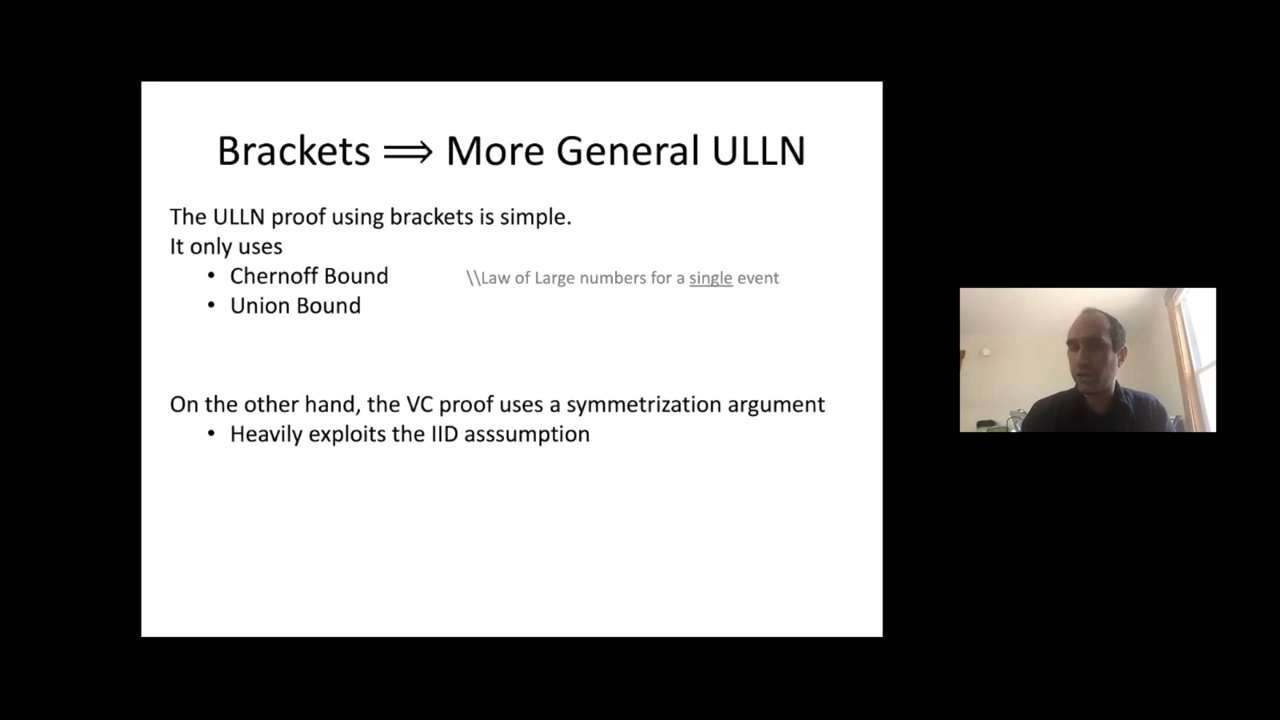 Brackets ⟹ More General ULLN
The ULLN proof using brackets is simple.
It only uses
• Chernoff Bound \\Law of Large numbers for a single event
• Union Bound
On the other hand, the VC proof uses a symmetrization argument
• Heavily exploits the IID asssumption